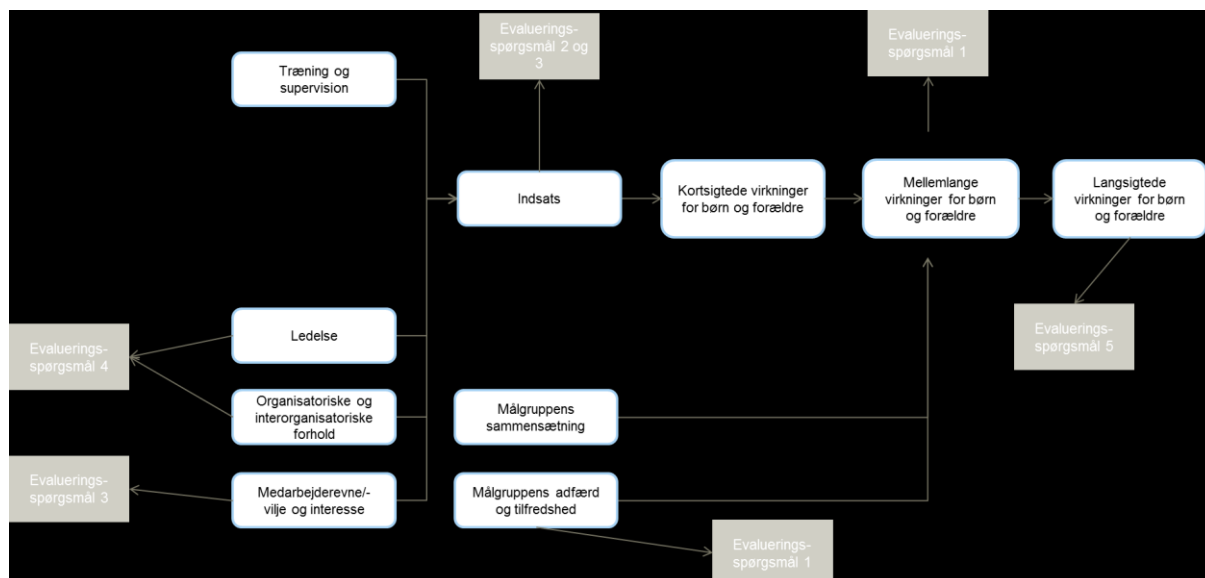 Evaluerings-
spørgsmål 2 og
3
Evaluerings-
spørgsmål 1
Træning og
supervision
Indsats
Kortsigtede virkninger
for børn og forældre
Mellemlange
virkninger for børn
og forældre
Langsigtede
virkninger for børn
og forældre
Evaluerings-
spørgsmål 4
Ledelse
Evaluerings-
spørgsmål 5
Organisatoriske og
interorganisatoriske
forhold
Målgruppens
sammensætning
Evaluerings-
spørgsmål 3
Medarbejderevne/-
vilje og interesse
Målgruppens adfærd
og tilfredshed
Evaluerings-
spørgsmål 1